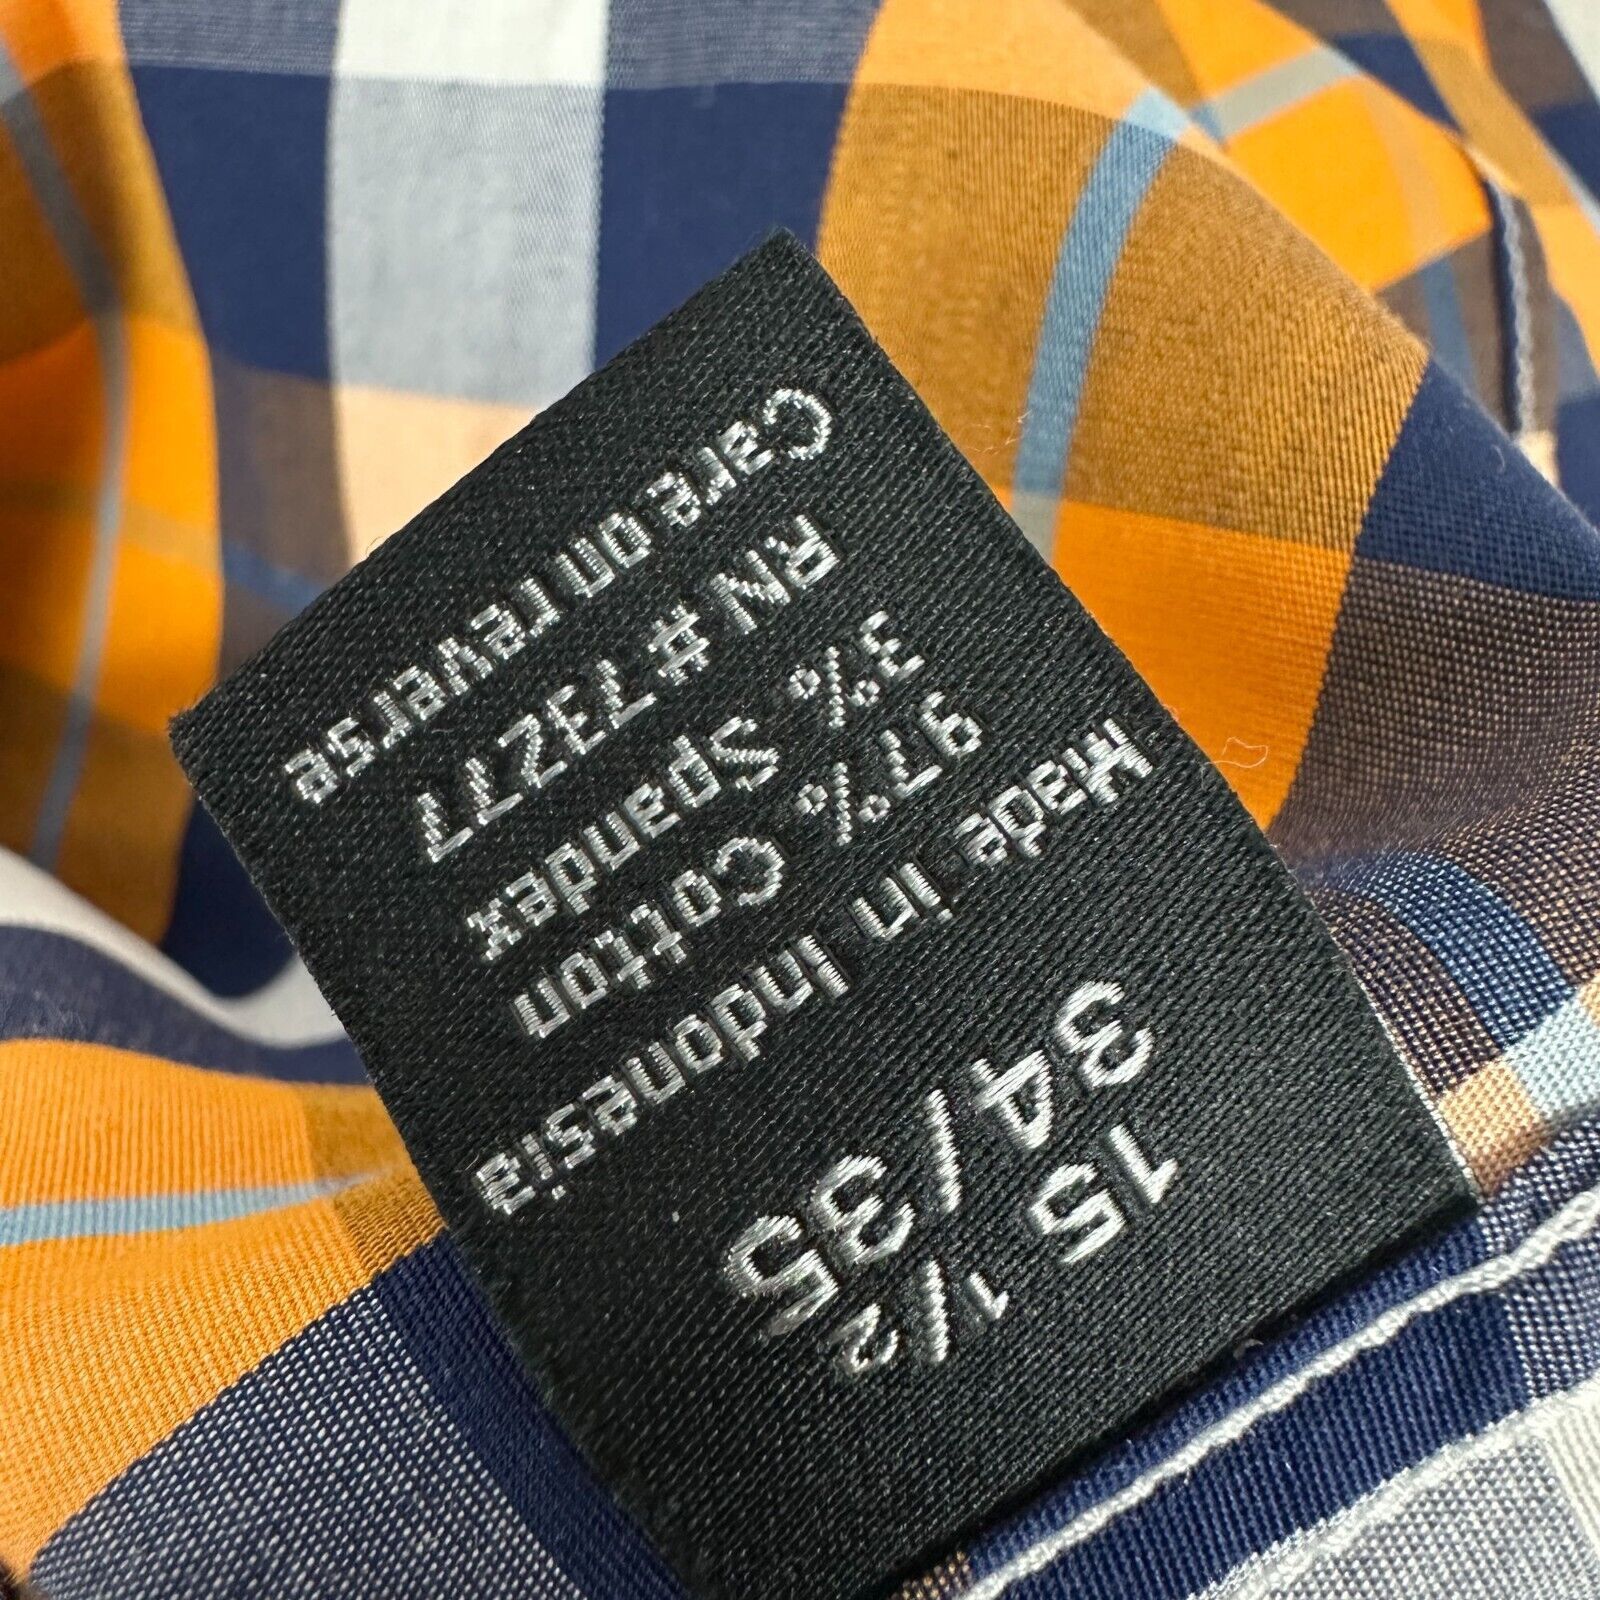 15 1/2
34/35
Made in Indonesia
97% Cotton
3% Spandex
RN # 73277
Care on reverse